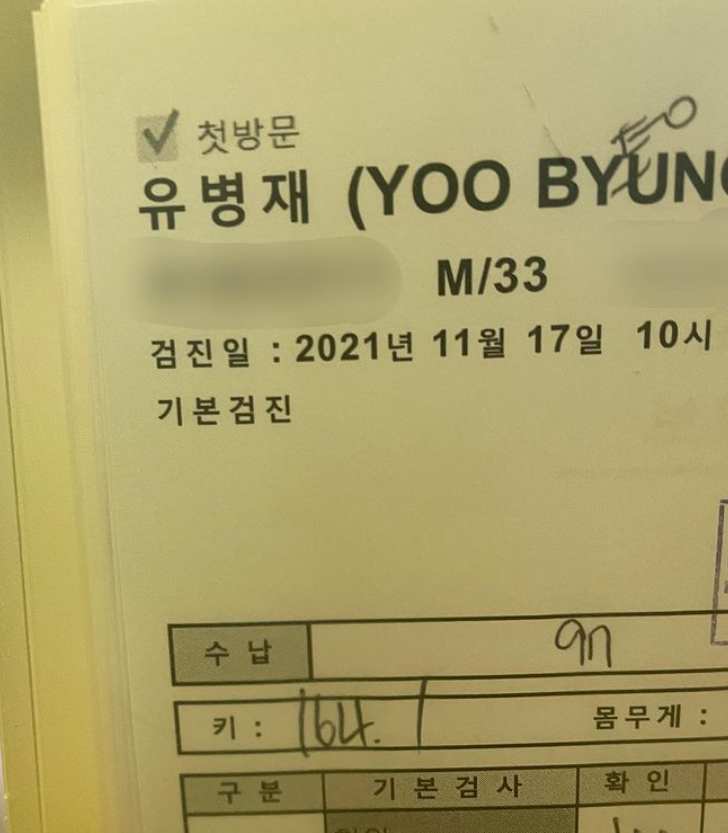 첫방문
유병재 (YOO BYUNG
M/33
검진일 : 2021년 11월 17일 10시
기본검진
수 납
키 : 164. 1 몸무게 :
구 분 기 본 검 사 확 인